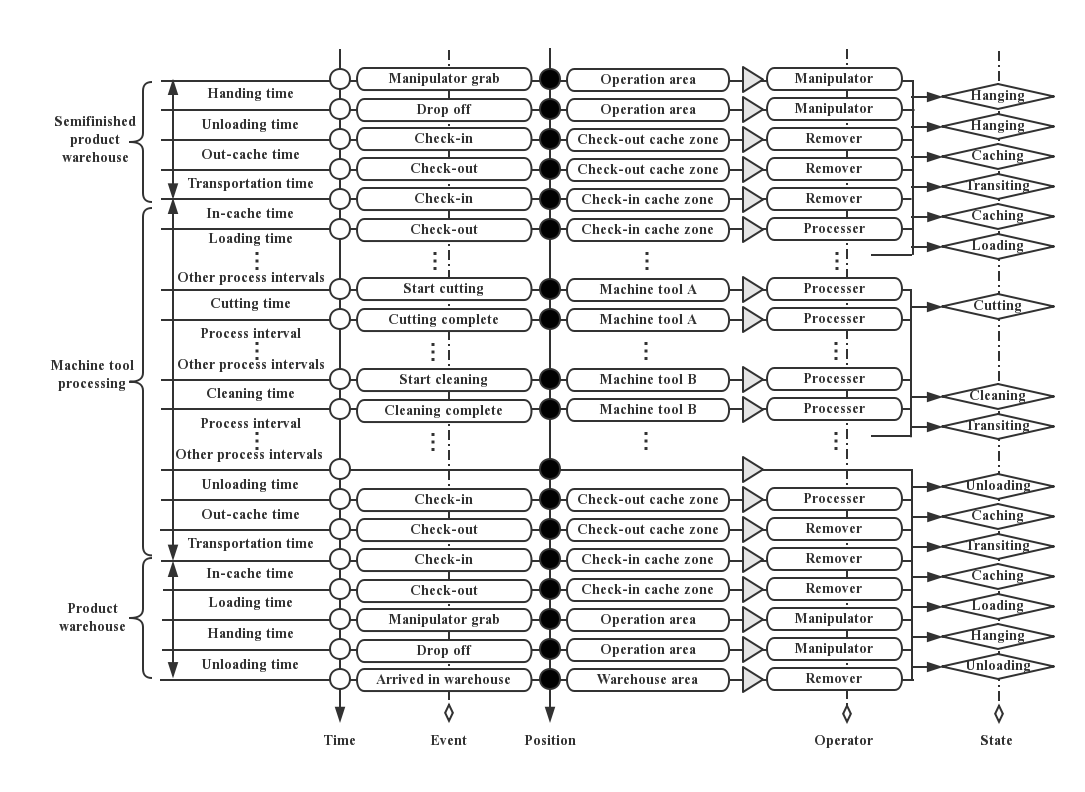 Manipulator grab Operation area Manipulator
Handing time Hanging
Drop off Operation area Manipulator
Semifinished
product
warehouse
Unloading time Hanging
Check-in Check-out cache zone Remover
Out-cache time Caching
Check-out Check-out cache zone Remover
Transportation time Transiting
Check-in Check-in cache zone Remover
In-cache time Caching
Check-out Check-in cache zone Processer
Loading time Loading
Other process intervals
Start cutting Machine tool A Processer
Cutting time Cutting
Cutting complete Machine tool A Processer
Process interval
Machine tool
processing
Other process intervals
Start cleaning Machine tool B Processer
Cleaning time Cleaning
Cleaning complete Machine tool B Processer
Process interval Transiting
Other process intervals
Unloading time Unloading
Check-in Check-out cache zone Processer
Out-cache time Caching
Check-out Check-out cache zone Remover
Transportation time Transiting
Check-in Check-in cache zone Remover
In-cache time Caching
Check-out Check-in cache zone Remover
Product
warehouse
Loading time Loading
Manipulator grab Operation area Manipulator
Handing time Hanging
Drop off Operation area Manipulator
Unloading time Unloading
Arrived in warehouse Warehouse area Remover
Time Event Position Operator State